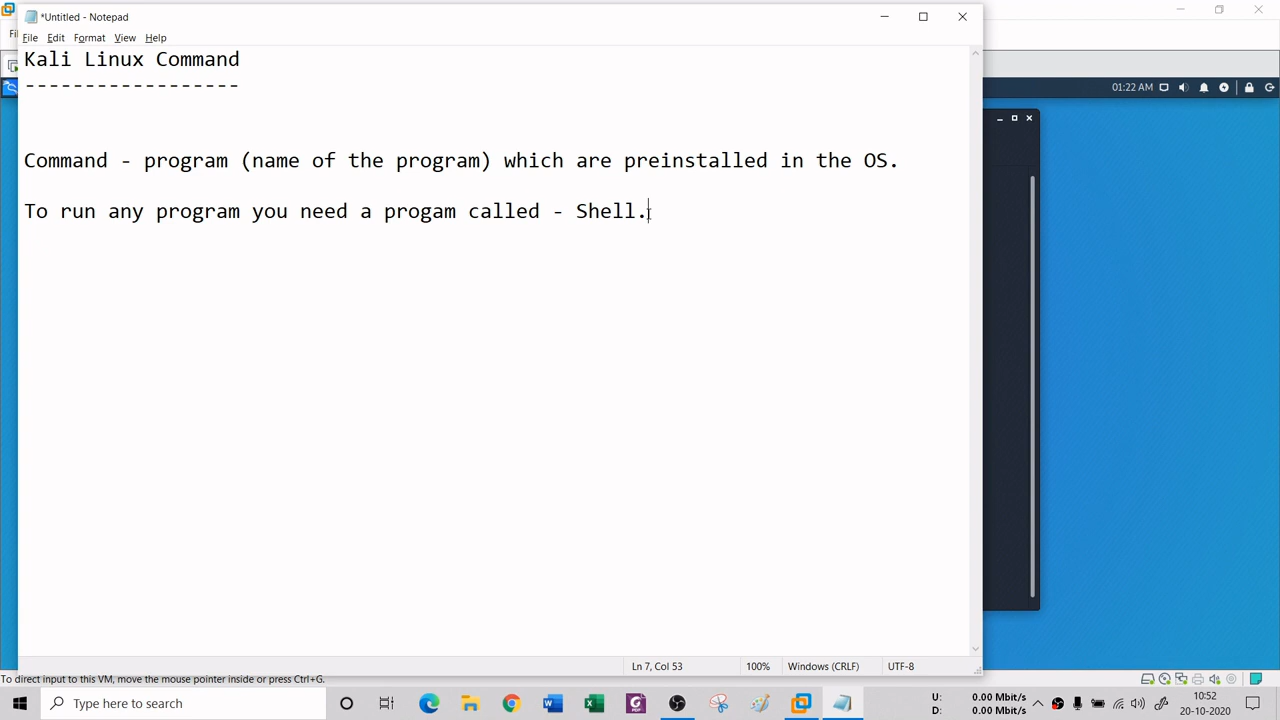 *Untitled - Notepad
File Edit Format View Help
Kali Linux Command
------------------
Command - program (name of the program) which are preinstalled in the OS.
To run any program you need a progam called - Shell.
Ln 7, Col 53 100% Windows (CRLF) UTF-8
01:22 AM
To direct input to this VM, move the mouse pointer inside or press Ctrl+G.
Type here to search
U: 0.00 Mbit/s
D: 0.00 Mbit/s
10:52
20-10-2020